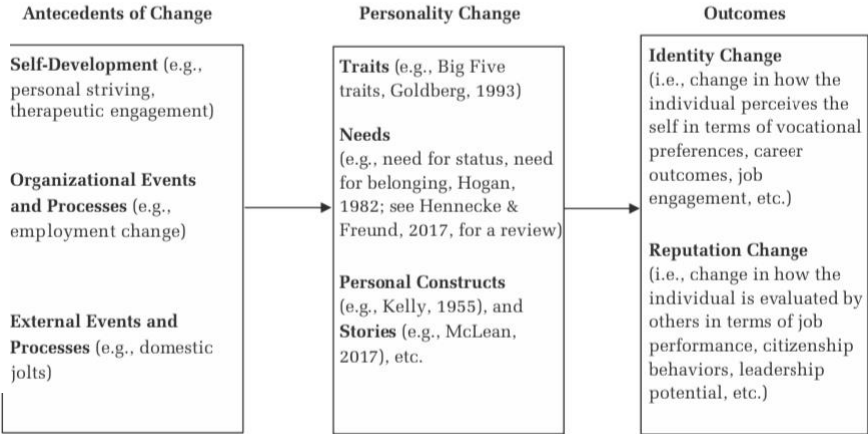 Antecedents of Change
Self-Development (e.g.,
personal striving,
therapeutic engagement)
Organizational Events
and Processes (e.g.,
employment change)
External Events and
Processes (e.g., domestic
jolts)
Personality Change
Traits (e.g., Big Five
traits, Goldberg, 1993)
Needs
(e.g., need for status, need
for belonging, Hogan,
1982; see Hennecke &
Freund, 2017, for a review)
Personal Constructs
(e.g., Kelly, 1955), and
Stories (e.g., McLean,
2017), etc.
Outcomes
Identity Change
(i.e., change in how the
individual perceives the
self in terms of vocational
preferences, career
outcomes, job
engagement, etc.)
Reputation Change
(i.e., change in how the
individual is evaluated by
others in terms of job
performance, citizenship
behaviors, leadership
potential, etc.)